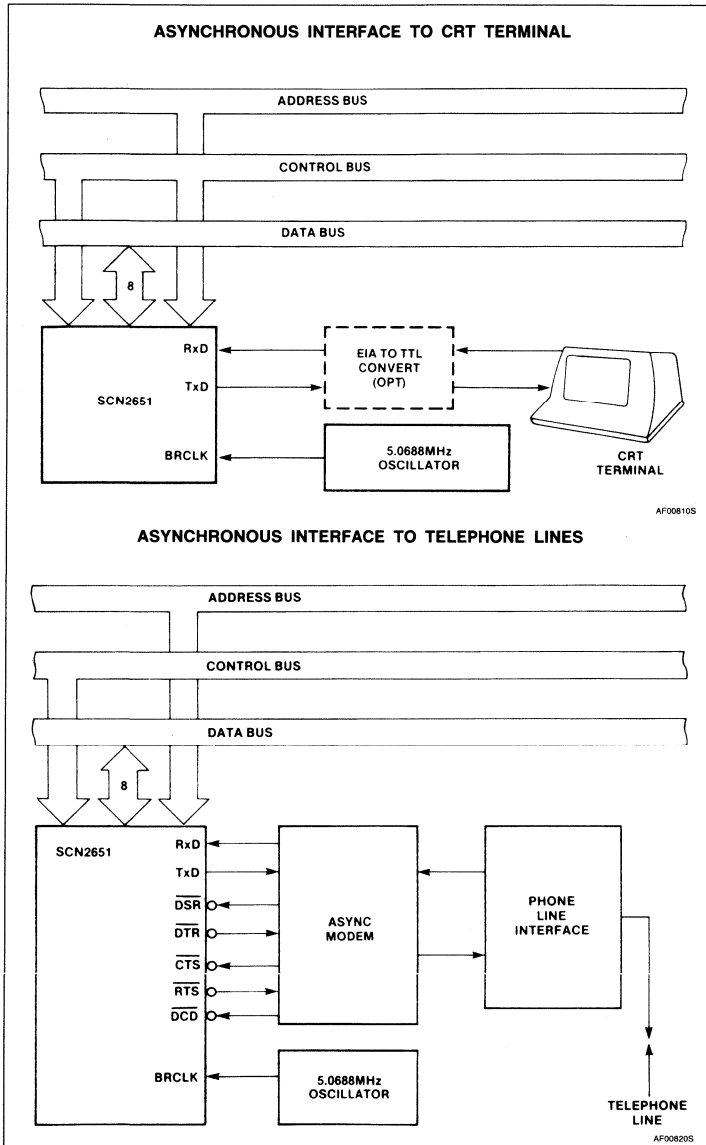 ASYNCHRONOUS INTERFACE TO CRT TERMINAL
ADDRESS BUS
CONTROL BUS
DATA BUS
8
RxD
TxD
SCN2651
BRCLK
EIA TO TTL
CONVERT
(OPT)
5.0688MHz
OSCILLATOR
CRT
TERMINAL
AF00810S
ASYNCHRONOUS INTERFACE TO TELEPHONE LINES
ADDRESS BUS
CONTROL BUS
DATA BUS
8
SCN2651
RxD
TxD
DSR
DTR
CTS
RTS
DCD
BRCLK
ASYNC
MODEM
5.0688MHz
OSCILLATOR
PHONE
LINE
INTERFACE
TELEPHONE
LINE
AF00820S